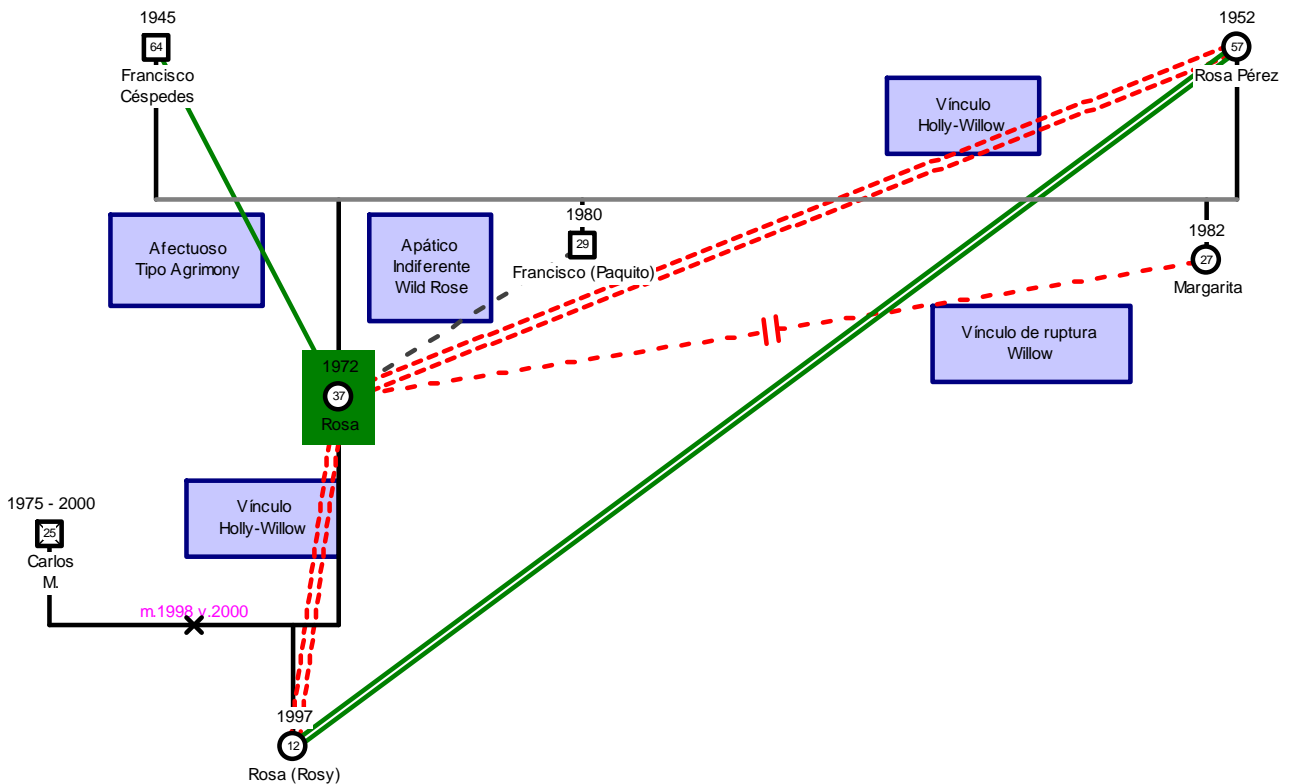 1945
64
Francisco
Céspedes
1952
57
Rosa Pérez
Vínculo
Holly-Willow
Afectuoso
Tipo Agrimony
Apático
Indiferente
Wild Rose
1980
29
Francisco (Paquito)
1982
27
Margarita
Vínculo de ruptura
Willow
1972
37
Rosa
Vínculo
Holly-Willow
1975 - 2000
25
Carlos
M.
m.1998 v.2000
1997
12
Rosa (Rosy)